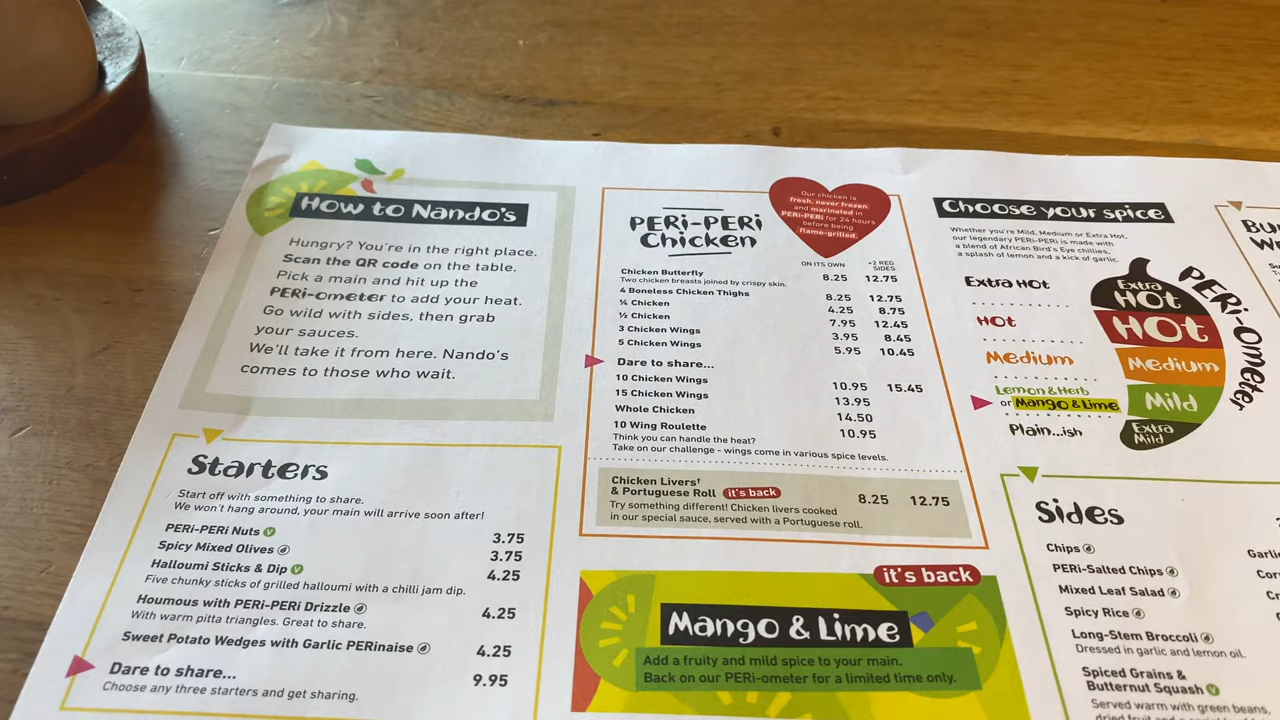 How to Nando's
Hungry? You're in the right place.
Scan the QR code on the table.
Pick a main and hit up the
PERi-ometer to add your heat.
Go wild with sides, then grab
your sauces.
We'll take it from here. Nando's
comes to those who wait.
Starters
Start off with something to share.
We won't hang around, your main will arrive soon after!
PERi-PERi Nuts V 3.75
Spicy Mixed Olives 3.75
Halloumi Sticks & Dip V 4.25
Five chunky sticks of grilled halloumi with a chilli jam dip.
Houmous with PERi-PERi Drizzle 4.25
With warm pitta triangles. Great to share.
Sweet Potato Wedges with Garlic PERinaise 4.25
Dare to share... 9.95
Choose any three starters and get sharing.
PERi-PERi
Chicken
Our chicken is
fresh, never frozen
and marinated in
PERi-PERi for 24 hours
before being
flame-grilled.
ON ITS OWN +2 REG
SIDES
Chicken Butterfly 8.25 12.75
Two chicken breasts joined by crispy skin.
4 Boneless Chicken Thighs 8.25 12.75
¼ Chicken 4.25 8.75
½ Chicken 7.95 12.45
3 Chicken Wings 3.95 8.45
5 Chicken Wings 5.95 10.45
Dare to share...
10 Chicken Wings 10.95 15.45
15 Chicken Wings 13.95
Whole Chicken 14.50
10 Wing Roulette 10.95
Think you can handle the heat?
Take on our challenge - wings come in various spice levels.
Chicken Livers†
& Portuguese Roll it's back 8.25 12.75
Try something different! Chicken livers cooked
in our special sauce, served with a Portuguese roll.
it's back
Mango & Lime
Add a fruity and mild spice to your main.
Back on our PERi-ometer for a limited time only.
Choose your spice
Whether you're Mild, Medium or Extra Hot,
our legendary PERi-PERi is made with
a blend of African Bird's Eye chillies,
a splash of lemon and a kick of garlic.
Extra Hot
Hot
Medium
Lemon & Herb
or Mango & Lime
Plain...ish
Extra
Hot
Hot
Medium
Mild
Extra
Mild
PERi-ometer
Sides
Chips
PERi-Salted Chips
Mixed Leaf Salad
Spicy Rice
Long-Stem Broccoli
Dressed in garlic and lemon oil.
Spiced Grains &
Butternut Squash V
Served warm with green beans,